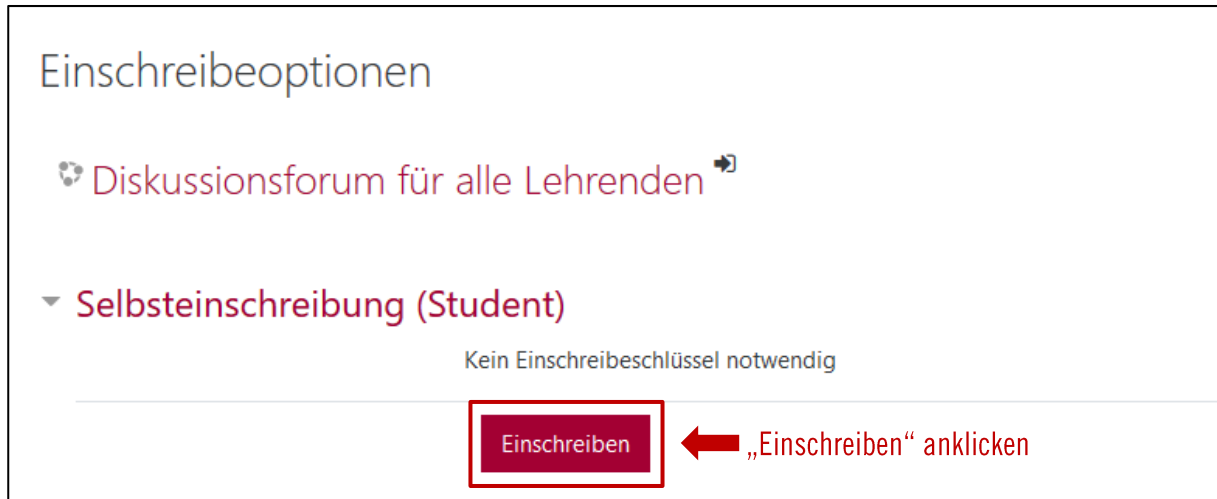 Einschreibeoptionen
Diskussionsforum für alle Lehrenden
Selbsteinschreibung (Student)
Kein Einschreibeschlüssel notwendig
Einschreiben
„Einschreiben“ anklicken